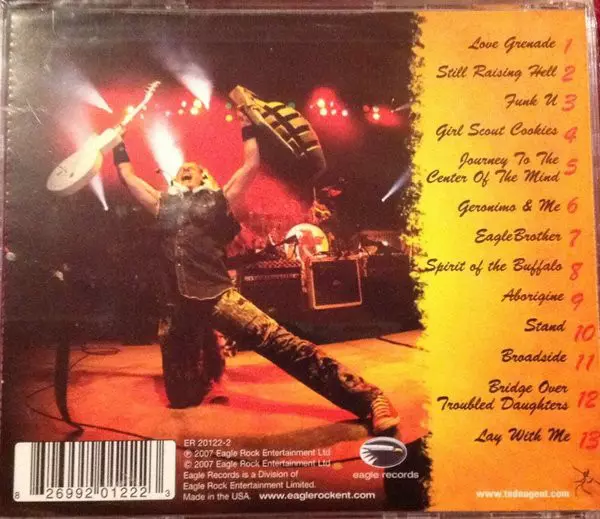 Love Grenade 1
Still Raising Hell 2
Funk U 3
Girl Scout Cookies 4
Journey To The
Center Of The Mind 5
Geronimo & Me 6
EagleBrother 7
Spirit of the Buffalo 8
Aborigine 9
Stand 10
Broadside 11
Bridge Over
Troubled Daughters 12
Lay With Me 13
ER 20122-2
℗ 2007 Eagle Rock Entertainment Ltd
© 2007 Eagle Rock Entertainment Ltd
Eagle Records is a Division of
Eagle Rock Entertainment Limited.
Made in the USA. www.eaglerockent.com
eagle records
www.tednugent.com
8 26992 01222 3